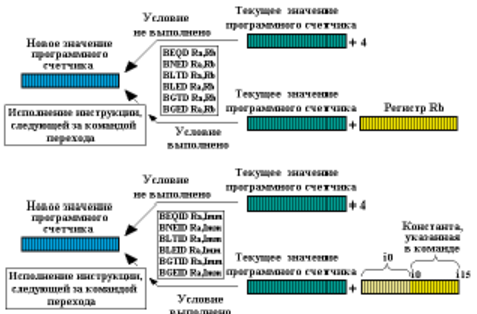 Условие
не выполнено
Текущее значение
программного счетчика
+ 4
Новое значение
программного
счетчика
BEQD Ra,Rb
BNED Ra,Rb
BLTD Ra,Rb
BLED Ra,Rb
BGTD Ra,Rb
BGED Ra,Rb
Исполнение инструкции,
следующей за командой
перехода
Условие
выполнено
Текущее значение
программного счетчика
+
Регистр Rb
Условие
не выполнено
Текущее значение
программного счетчика
+ 4
Новое значение
программного
счетчика
BEQID Ra,Imm
BNEID Ra,Imm
BLTID Ra,Imm
BLEID Ra,Imm
BGTID Ra,Imm
BGEID Ra,Imm
Исполнение инструкции,
следующей за командой
перехода
Условие
выполнено
Текущее значение
программного счетчика
+
Константа,
указанная
в команде
i0
i0
i15